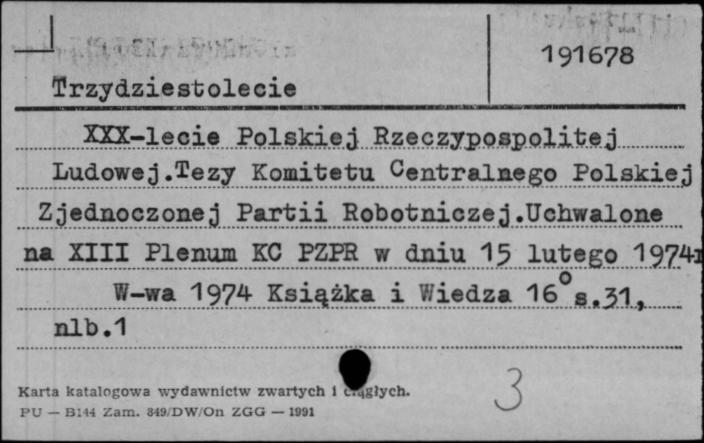 191678
Trzydziestolecie
XXX-lecie Polskiej Rzeczypospolitej
Ludowej.Tezy Komitetu Centralnego Polskiej
Zjednoczonej Partii Robotniczej.Uchwalone
na XIII Plenum KC PZPR w dniu 15 lutego 1974r
W-wa 1974 Książka i Wiedza 16° s.31,
nlb.1
3
Karta katalogowa wydawnictw zwartych i ciągłych.
PU — B144 Zam. 849/DW/On ZGG — 1991